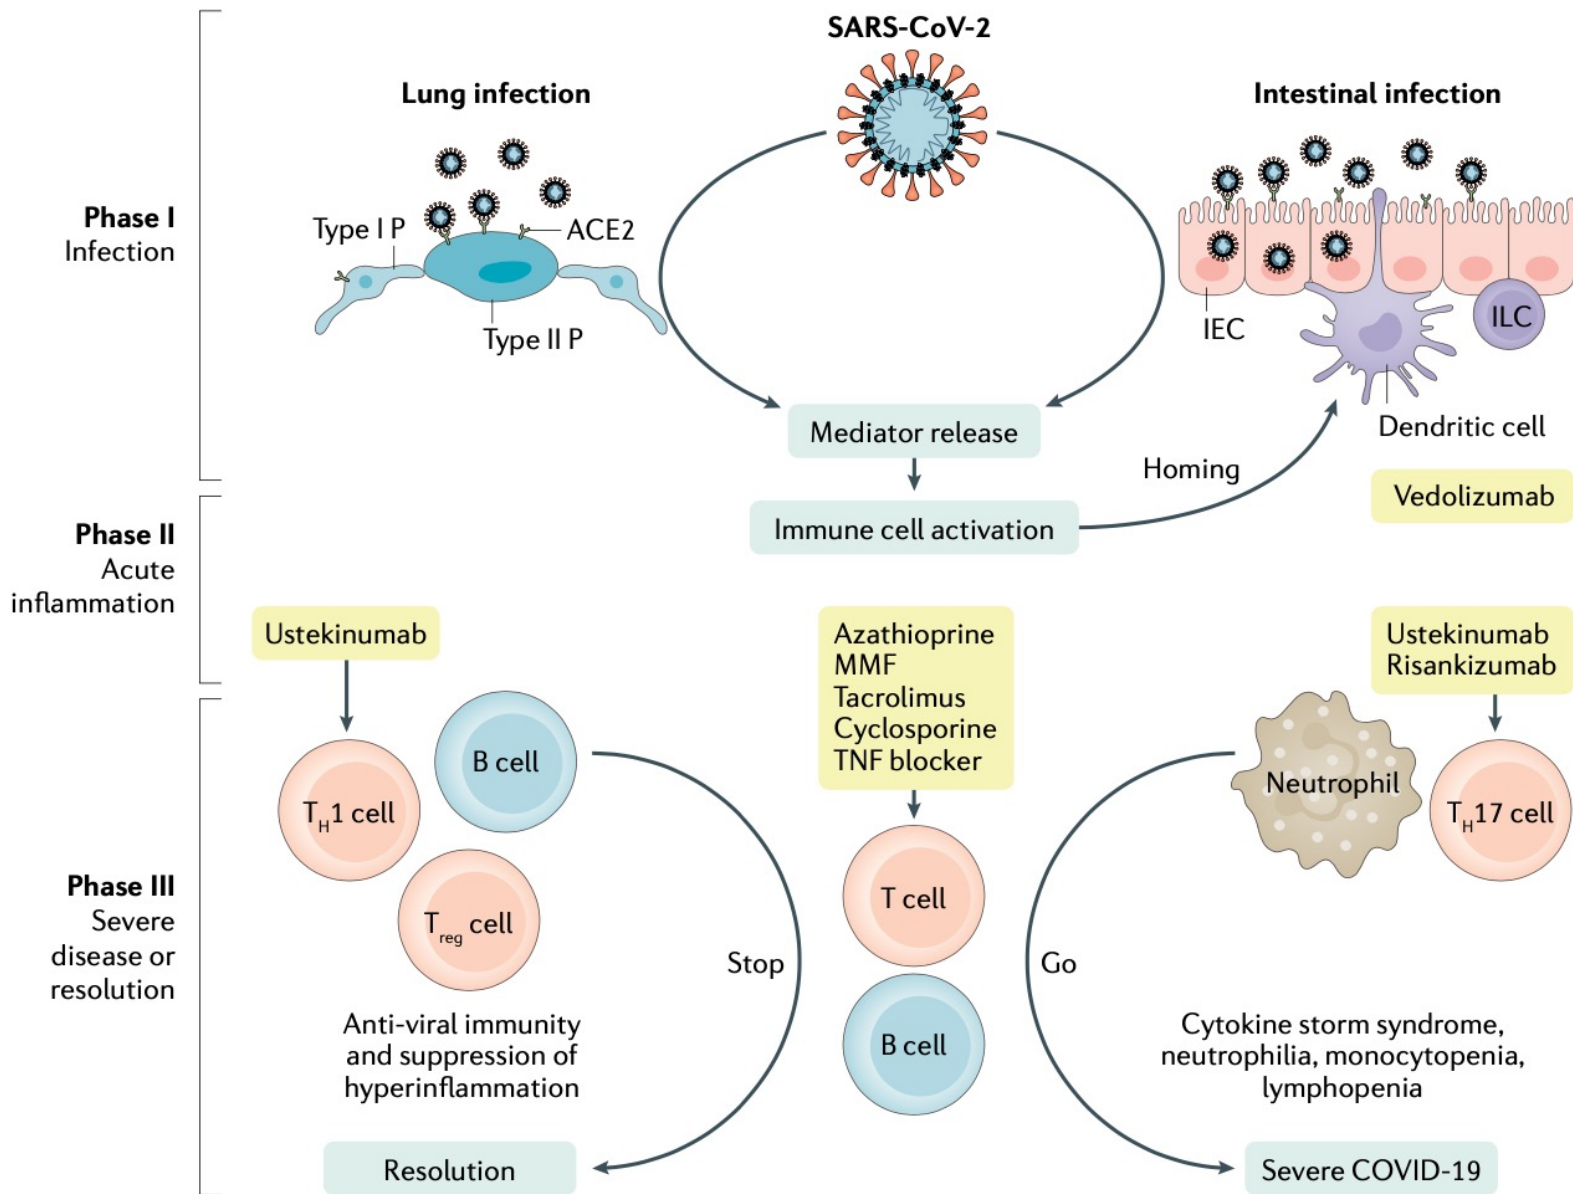 SARS-CoV-2
Lung infection
Intestinal infection
Phase I
Infection
Type I P
ACE2
Type II P
IEC
ILC
Dendritic cell
Mediator release
Homing
Vedolizumab
Immune cell activation
Phase II
Acute
inflammation
Ustekinumab
Azathioprine
MMF
Tacrolimus
Cyclosporine
TNF blocker
Ustekinumab
Risankizumab
B cell
TH1 cell
Treg cell
Neutrophil
TH17 cell
T cell
B cell
Phase III
Severe
disease or
resolution
Stop
Go
Anti-viral immunity
and suppression of
hyperinflammation
Cytokine storm syndrome,
neutrophilia, monocytopenia,
lymphopenia
Resolution
Severe COVID-19